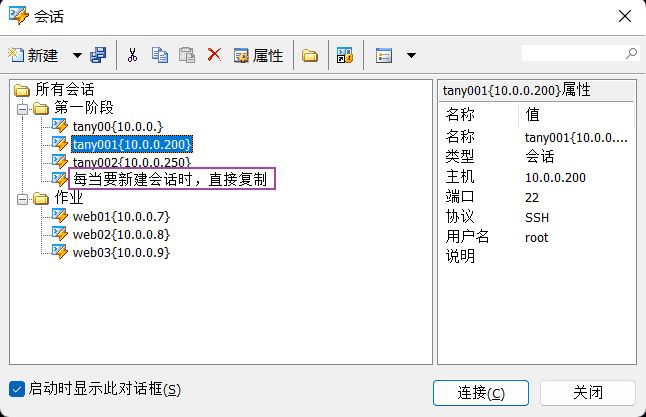 会话
新建
属性
所有会话
第一阶段
tany00{10.0.0.}
tany001{10.0.0.200}
tany002{10.0.0.250}
每当要新建会话时，直接复制
作业
web01{10.0.0.7}
web02{10.0.0.8}
web03{10.0.0.9}
tany001{10.0.0.200}属性
名称 值
名称 tany001{10.0.0....
类型 会话
主机 10.0.0.200
端口 22
协议 SSH
用户名 root
说明
启动时显示此对话框(S)
连接(C)
关闭